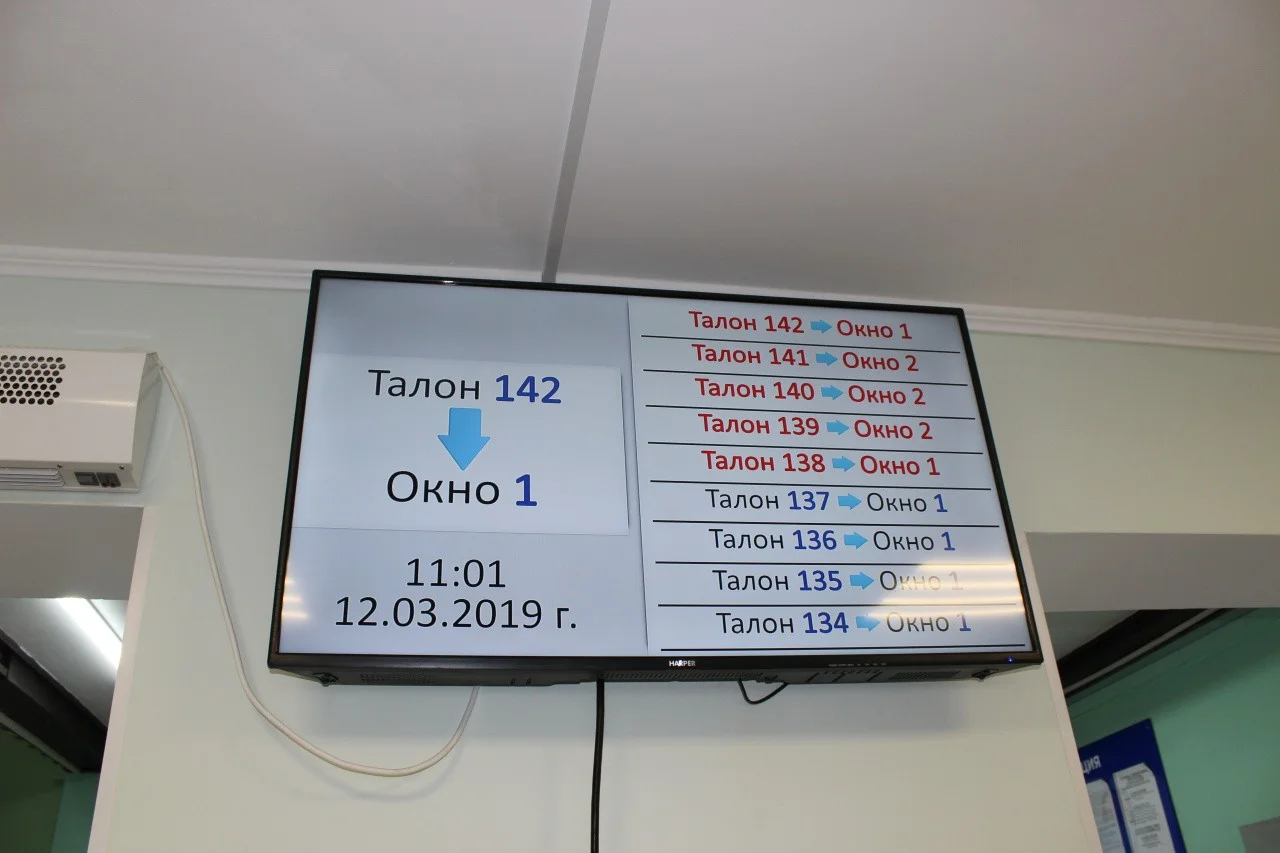 Талон 142
Окно 1
11:01
12.03.2019 г.
Талон 142 Окно 1
Талон 141 Окно 2
Талон 140 Окно 2
Талон 139 Окно 2
Талон 138 Окно 1
Талон 137 Окно 1
Талон 136 Окно 1
Талон 135 Окно 1
Талон 134 Окно 1
HARPER